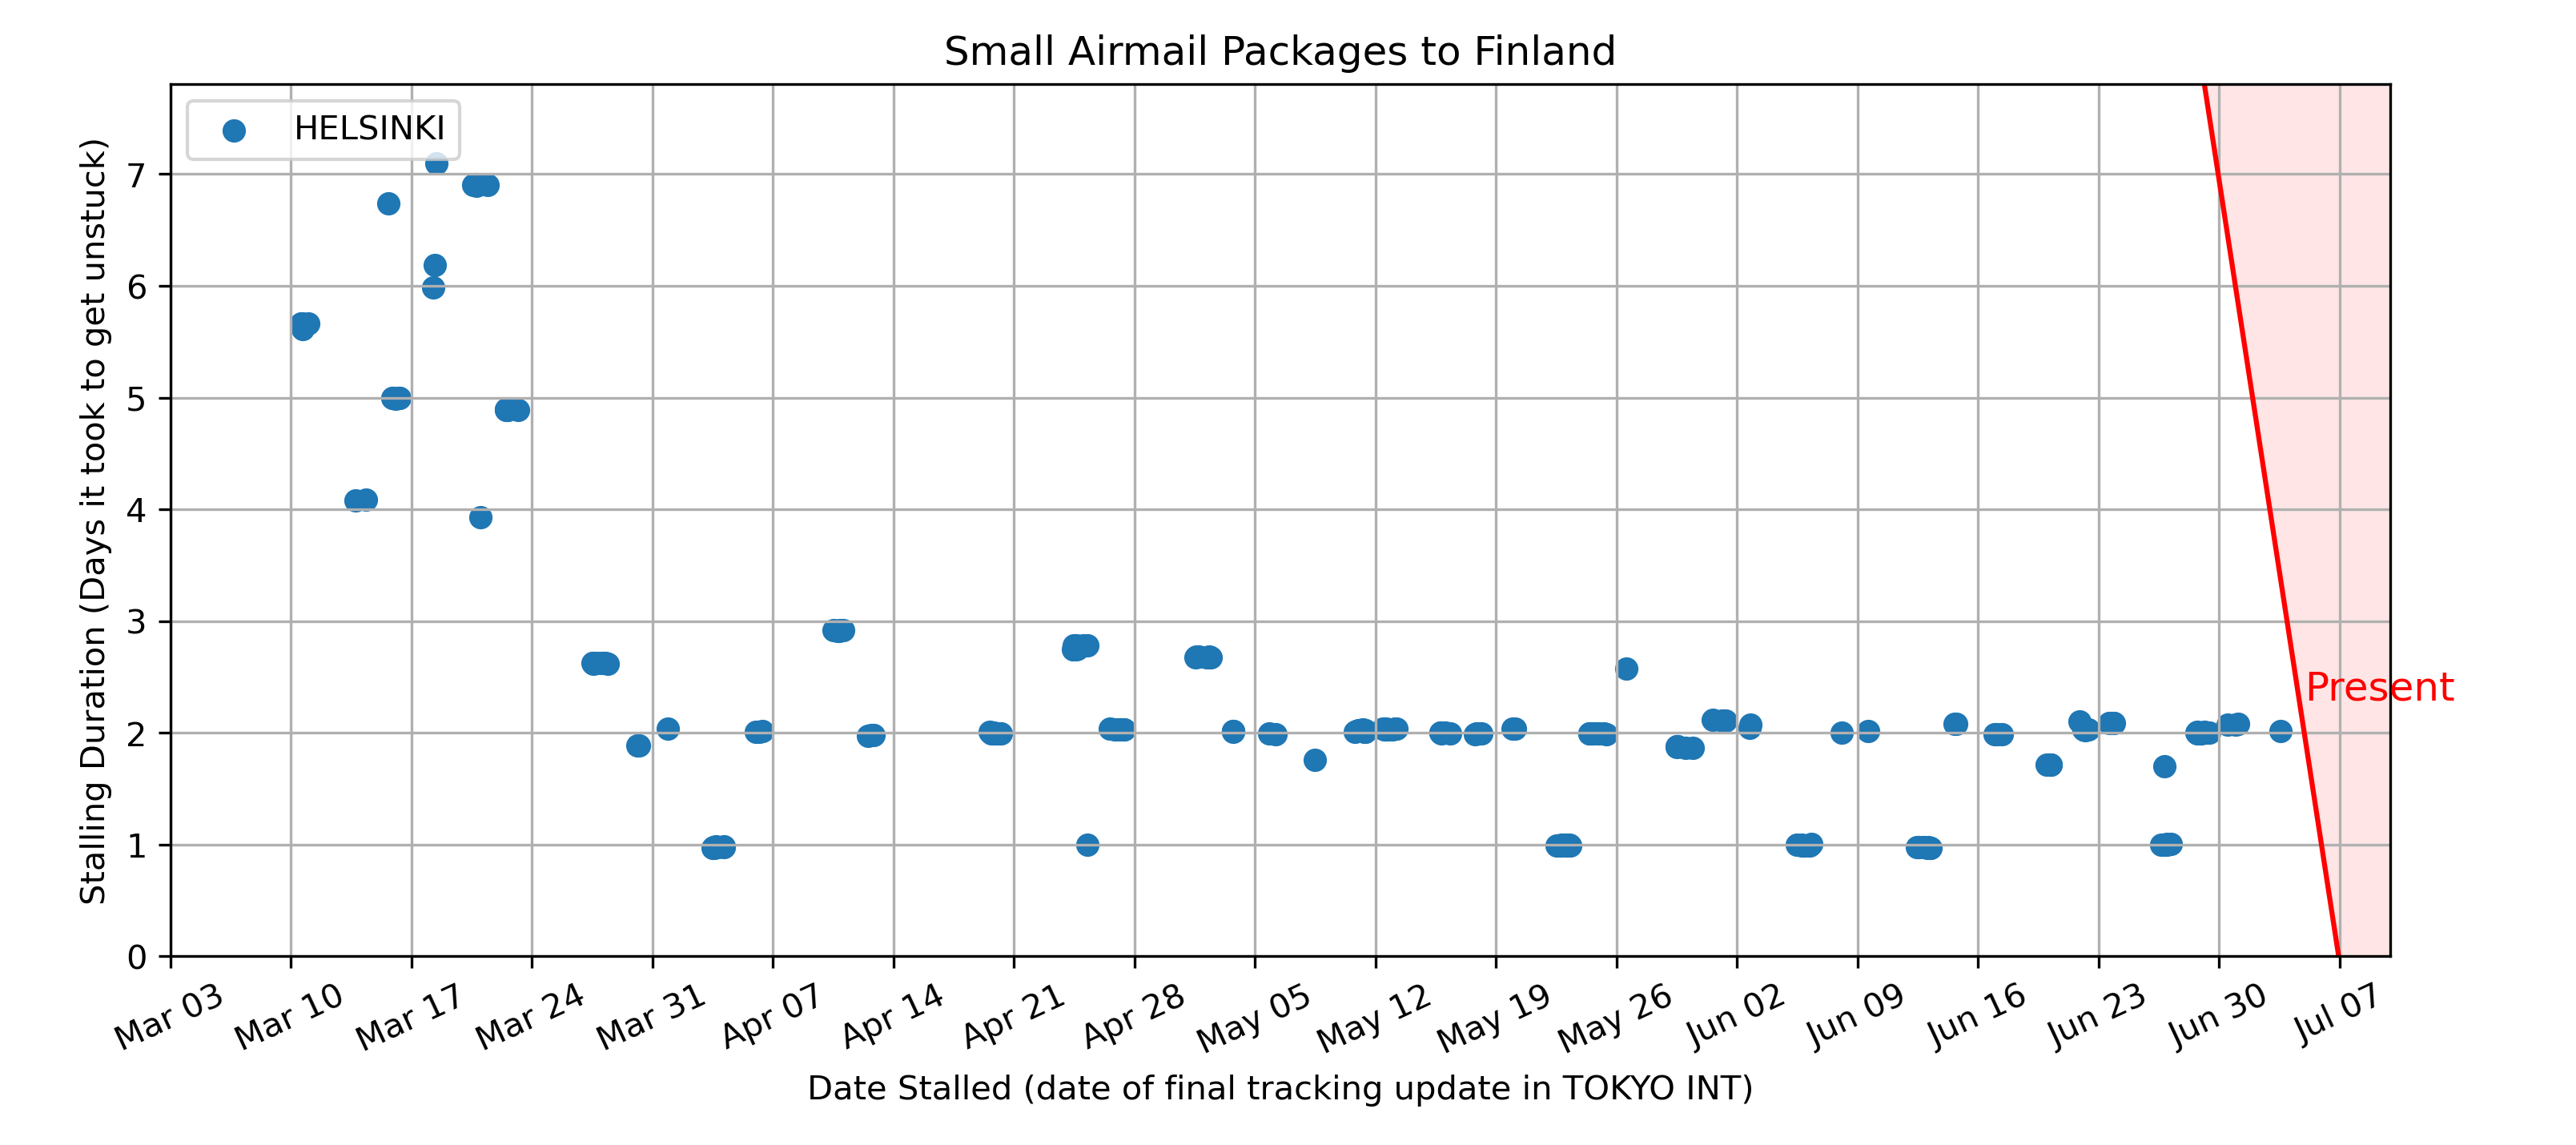 Small Airmail Packages to Finland
HELSINKI
Stalling Duration (Days it took to get unstuck)
7
6
5
4
3
2
1
0
Present
Mar 03
Mar 10
Mar 17
Mar 24
Mar 31
Apr 07
Apr 14
Apr 21
Apr 28
May 05
May 12
May 19
May 26
Jun 02
Jun 09
Jun 16
Jun 23
Jun 30
Jul 07
Date Stalled (date of final tracking update in TOKYO INT)